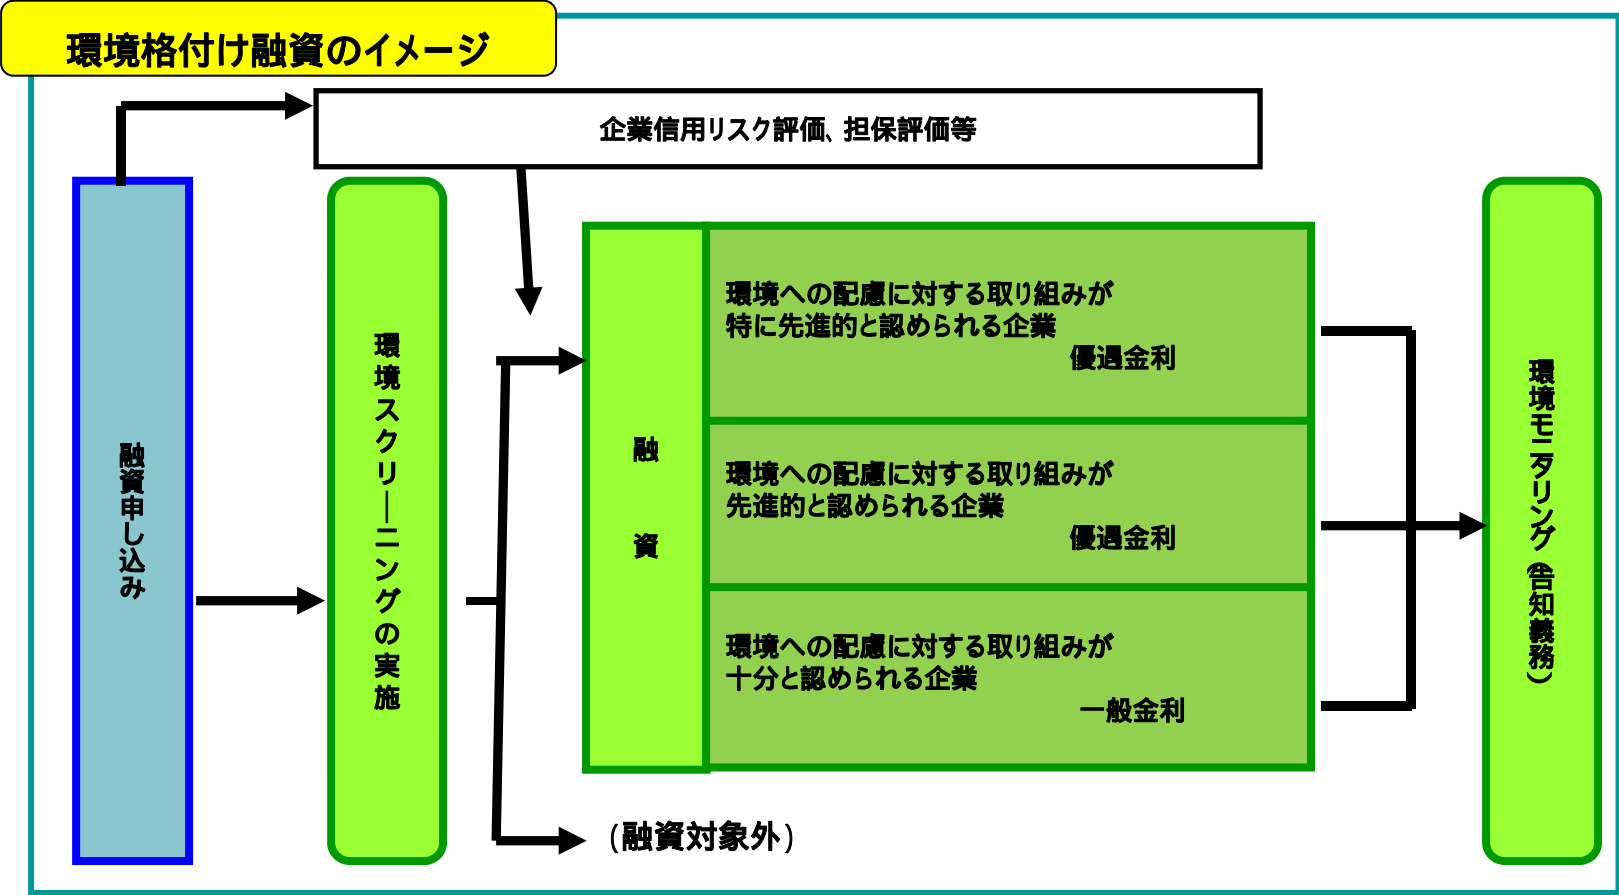 環境格付け融資のイメージ
企業信用リスク評価、担保評価等
融資申し込み
環境スクリーニングの実施
融資
環境への配慮に対する取り組みが
特に先進的と認められる企業
優遇金利
環境への配慮に対する取り組みが
先進的と認められる企業
優遇金利
環境への配慮に対する取り組みが
十分と認められる企業
一般金利
（融資対象外）
環境モニタリング（告知義務）